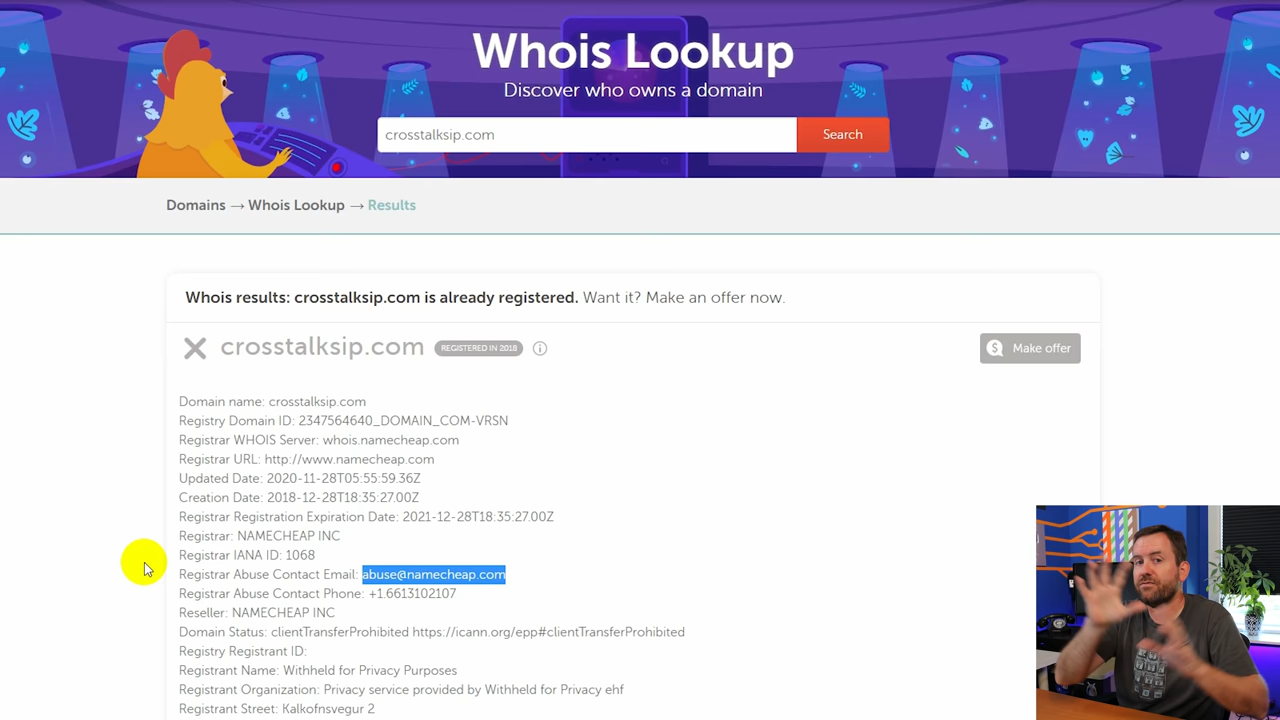 Whois Lookup
Discover who owns a domain
crosstalksip.com
Search
Domains → Whois Lookup → Results
Whois results: crosstalksip.com is already registered. Want it? Make an offer now.
crosstalksip.com REGISTERED IN 2018
Make offer
Domain name: crosstalksip.com
Registry Domain ID: 2347564640_DOMAIN_COM-VRSN
Registrar WHOIS Server: whois.namecheap.com
Registrar URL: http://www.namecheap.com
Updated Date: 2020-11-28T05:55:59.36Z
Creation Date: 2018-12-28T18:35:27.00Z
Registrar Registration Expiration Date: 2021-12-28T18:35:27.00Z
Registrar: NAMECHEAP INC
Registrar IANA ID: 1068
Registrar Abuse Contact Email: abuse@namecheap.com
Registrar Abuse Contact Phone: +1.6613102107
Reseller: NAMECHEAP INC
Domain Status: clientTransferProhibited https://icann.org/epp#clientTransferProhibited
Registry Registrant ID:
Registrant Name: Withheld for Privacy Purposes
Registrant Organization: Privacy service provided by Withheld for Privacy ehf
Registrant Street: Kalkofnsvegur 2